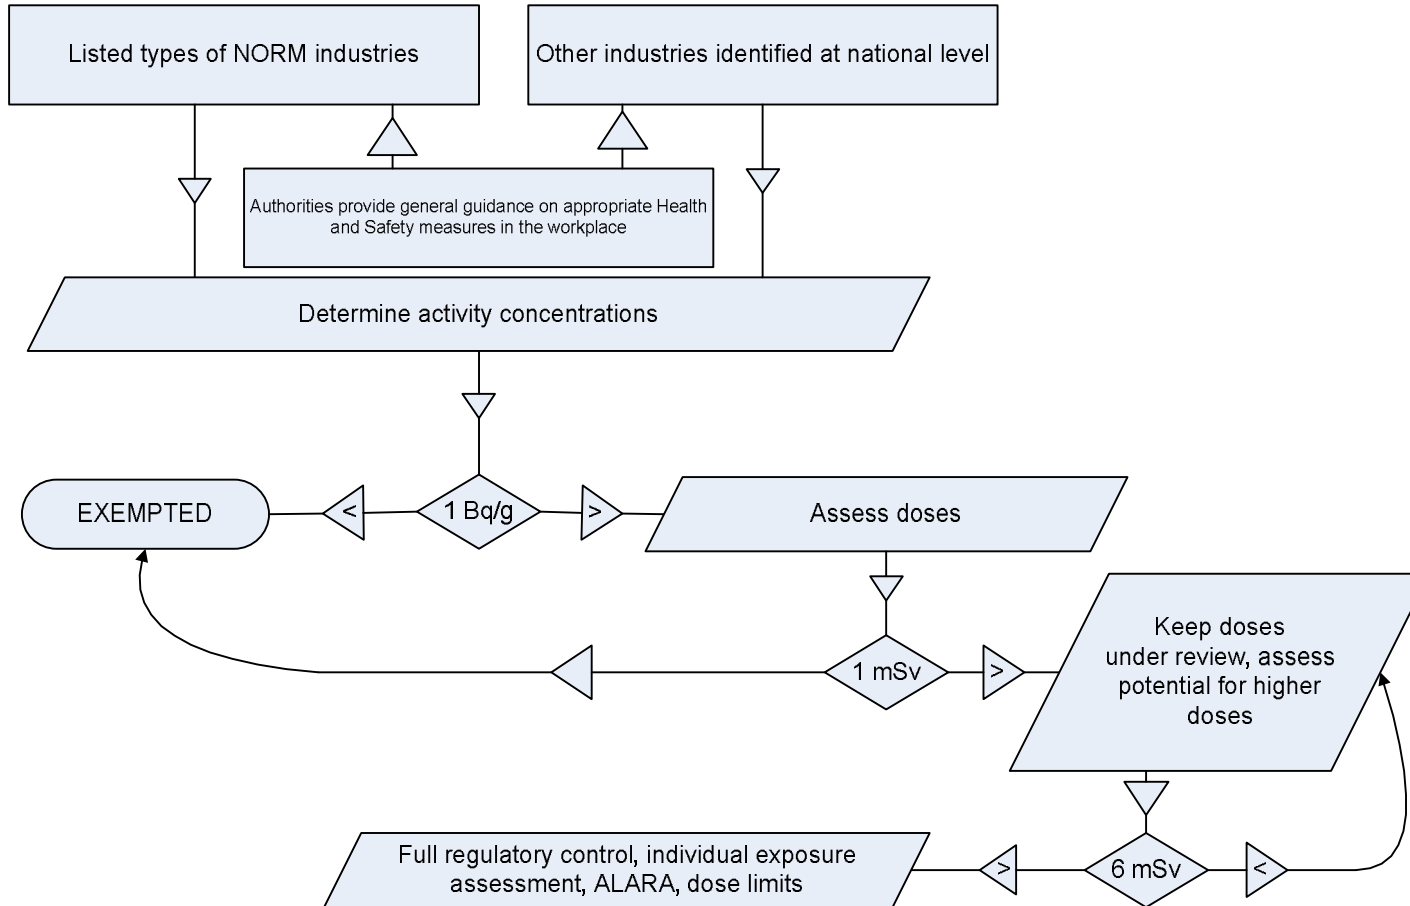 Listed types of NORM industries
Other industries identified at national level
Authorities provide general guidance on appropriate Health
and Safety measures in the workplace
Determine activity concentrations
EXEMPTED
<
1 Bq/g
>
Assess doses
1 mSv
>
Keep doses
under review, assess
potential for higher
doses
Full regulatory control, individual exposure
assessment, ALARA, dose limits
>
6 mSv
<